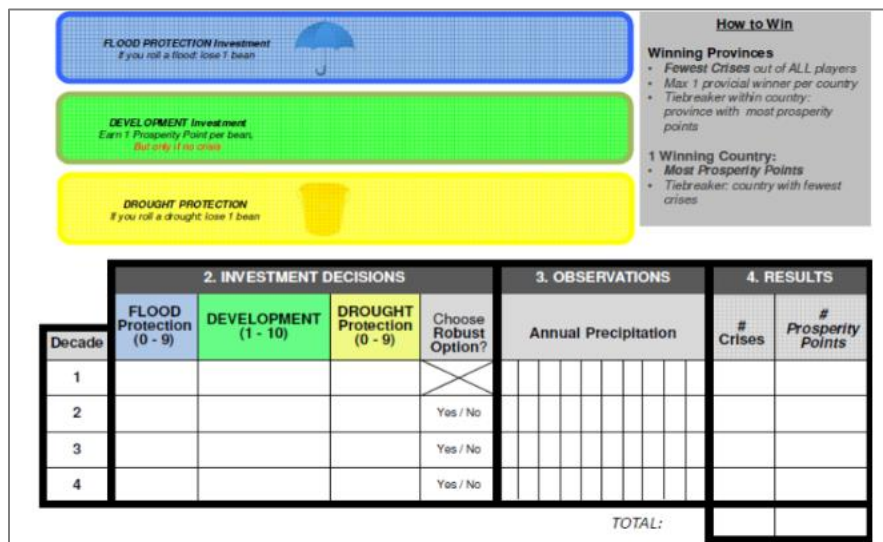 FLOOD PROTECTION Investment
If you roll a flood: lose 1 bean
DEVELOPMENT Investment
Earn 1 Prosperity Point per bean,
But only if no crisis
DROUGHT PROTECTION
If you roll a drought: lose 1 bean
How to Win
Winning Provinces
• Fewest Crises out of ALL players
• Max 1 provicial winner per country
• Tiebreaker within country:
province with most prosperity
points
1 Winning Country:
• Most Prosperity Points
• Tiebreaker: country with fewest
crises
2. INVESTMENT DECISIONS
3. OBSERVATIONS
4. RESULTS
Decade
FLOOD
Protection
(0 - 9)
DEVELOPMENT
(1 - 10)
DROUGHT
Protection
(0 - 9)
Choose
Robust
Option?
Annual Precipitation
#
Crises
#
Prosperity
Points
1
2
Yes / No
3
Yes / No
4
Yes / No
TOTAL: